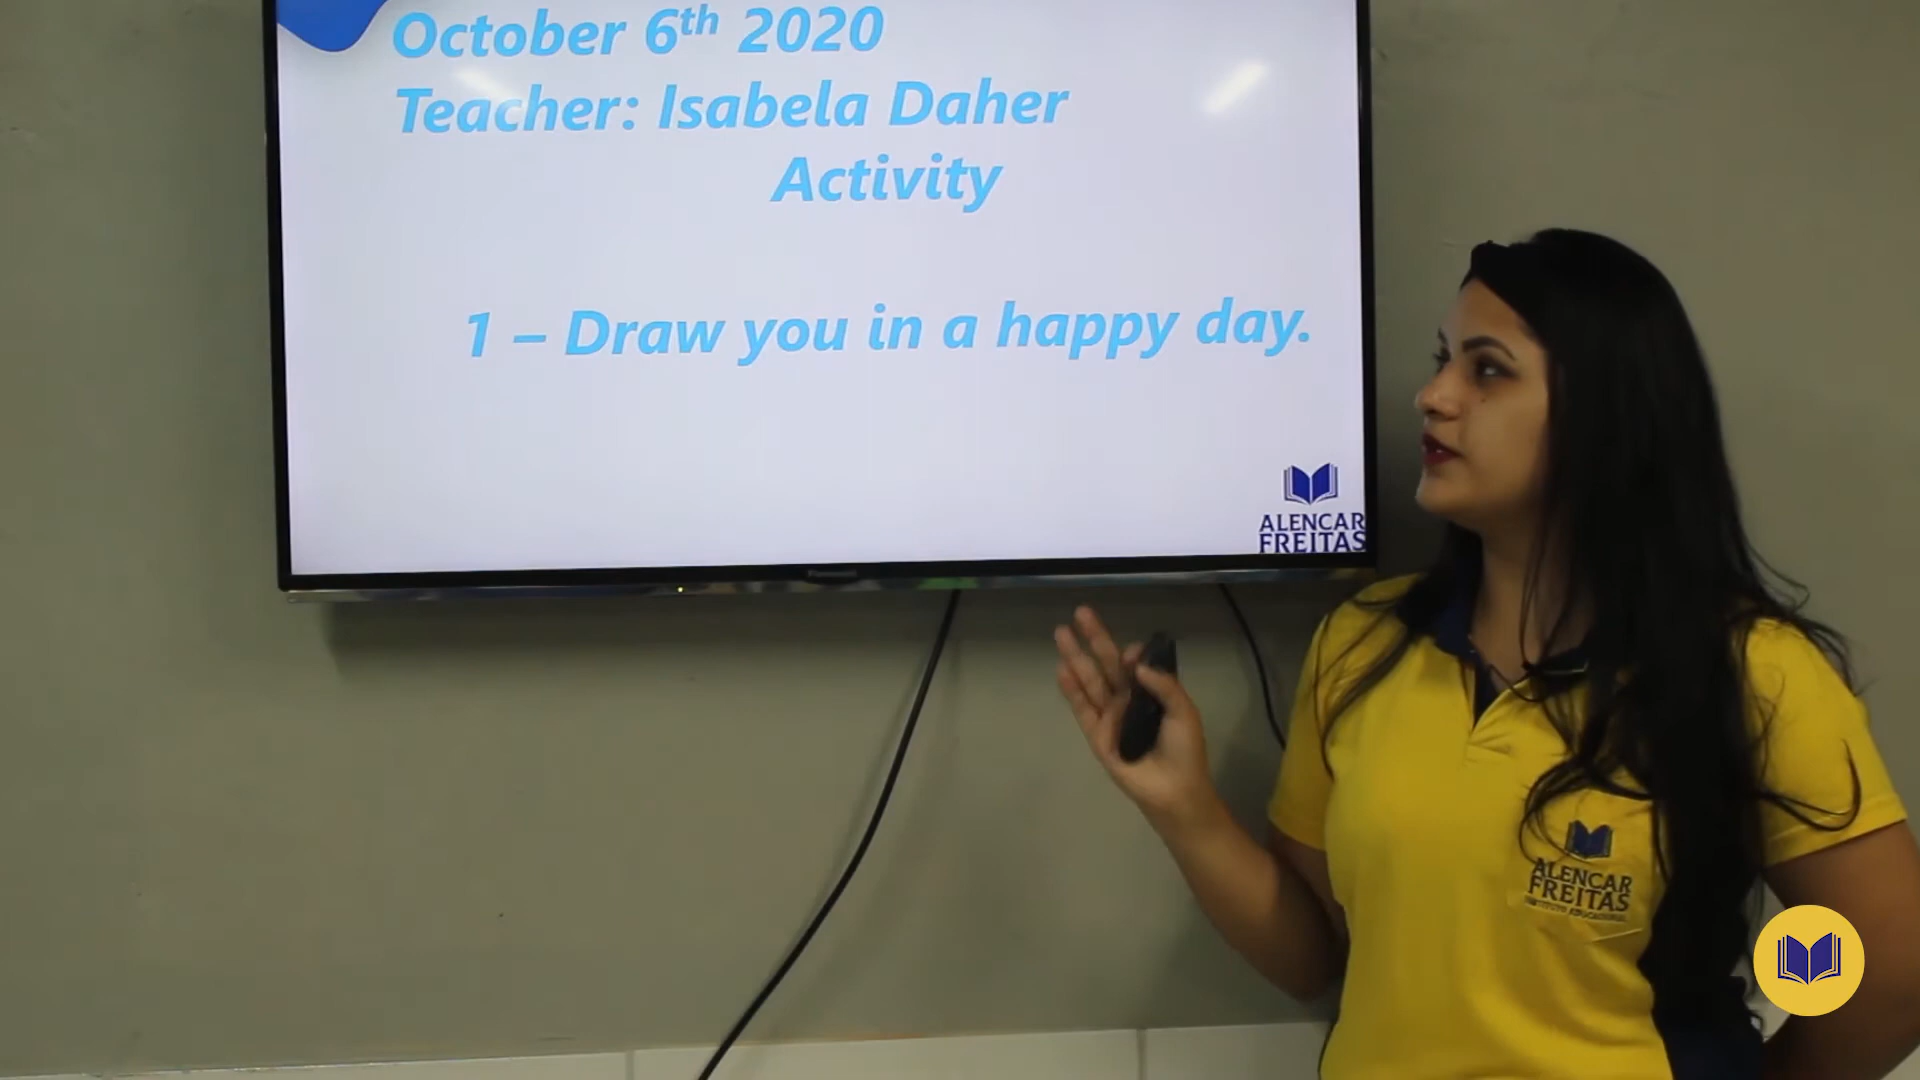 October 6th 2020
Teacher: Isabela Daher
Activity
1 – Draw you in a happy day.
ALENCAR
FREITAS
ALENCAR
FREITAS